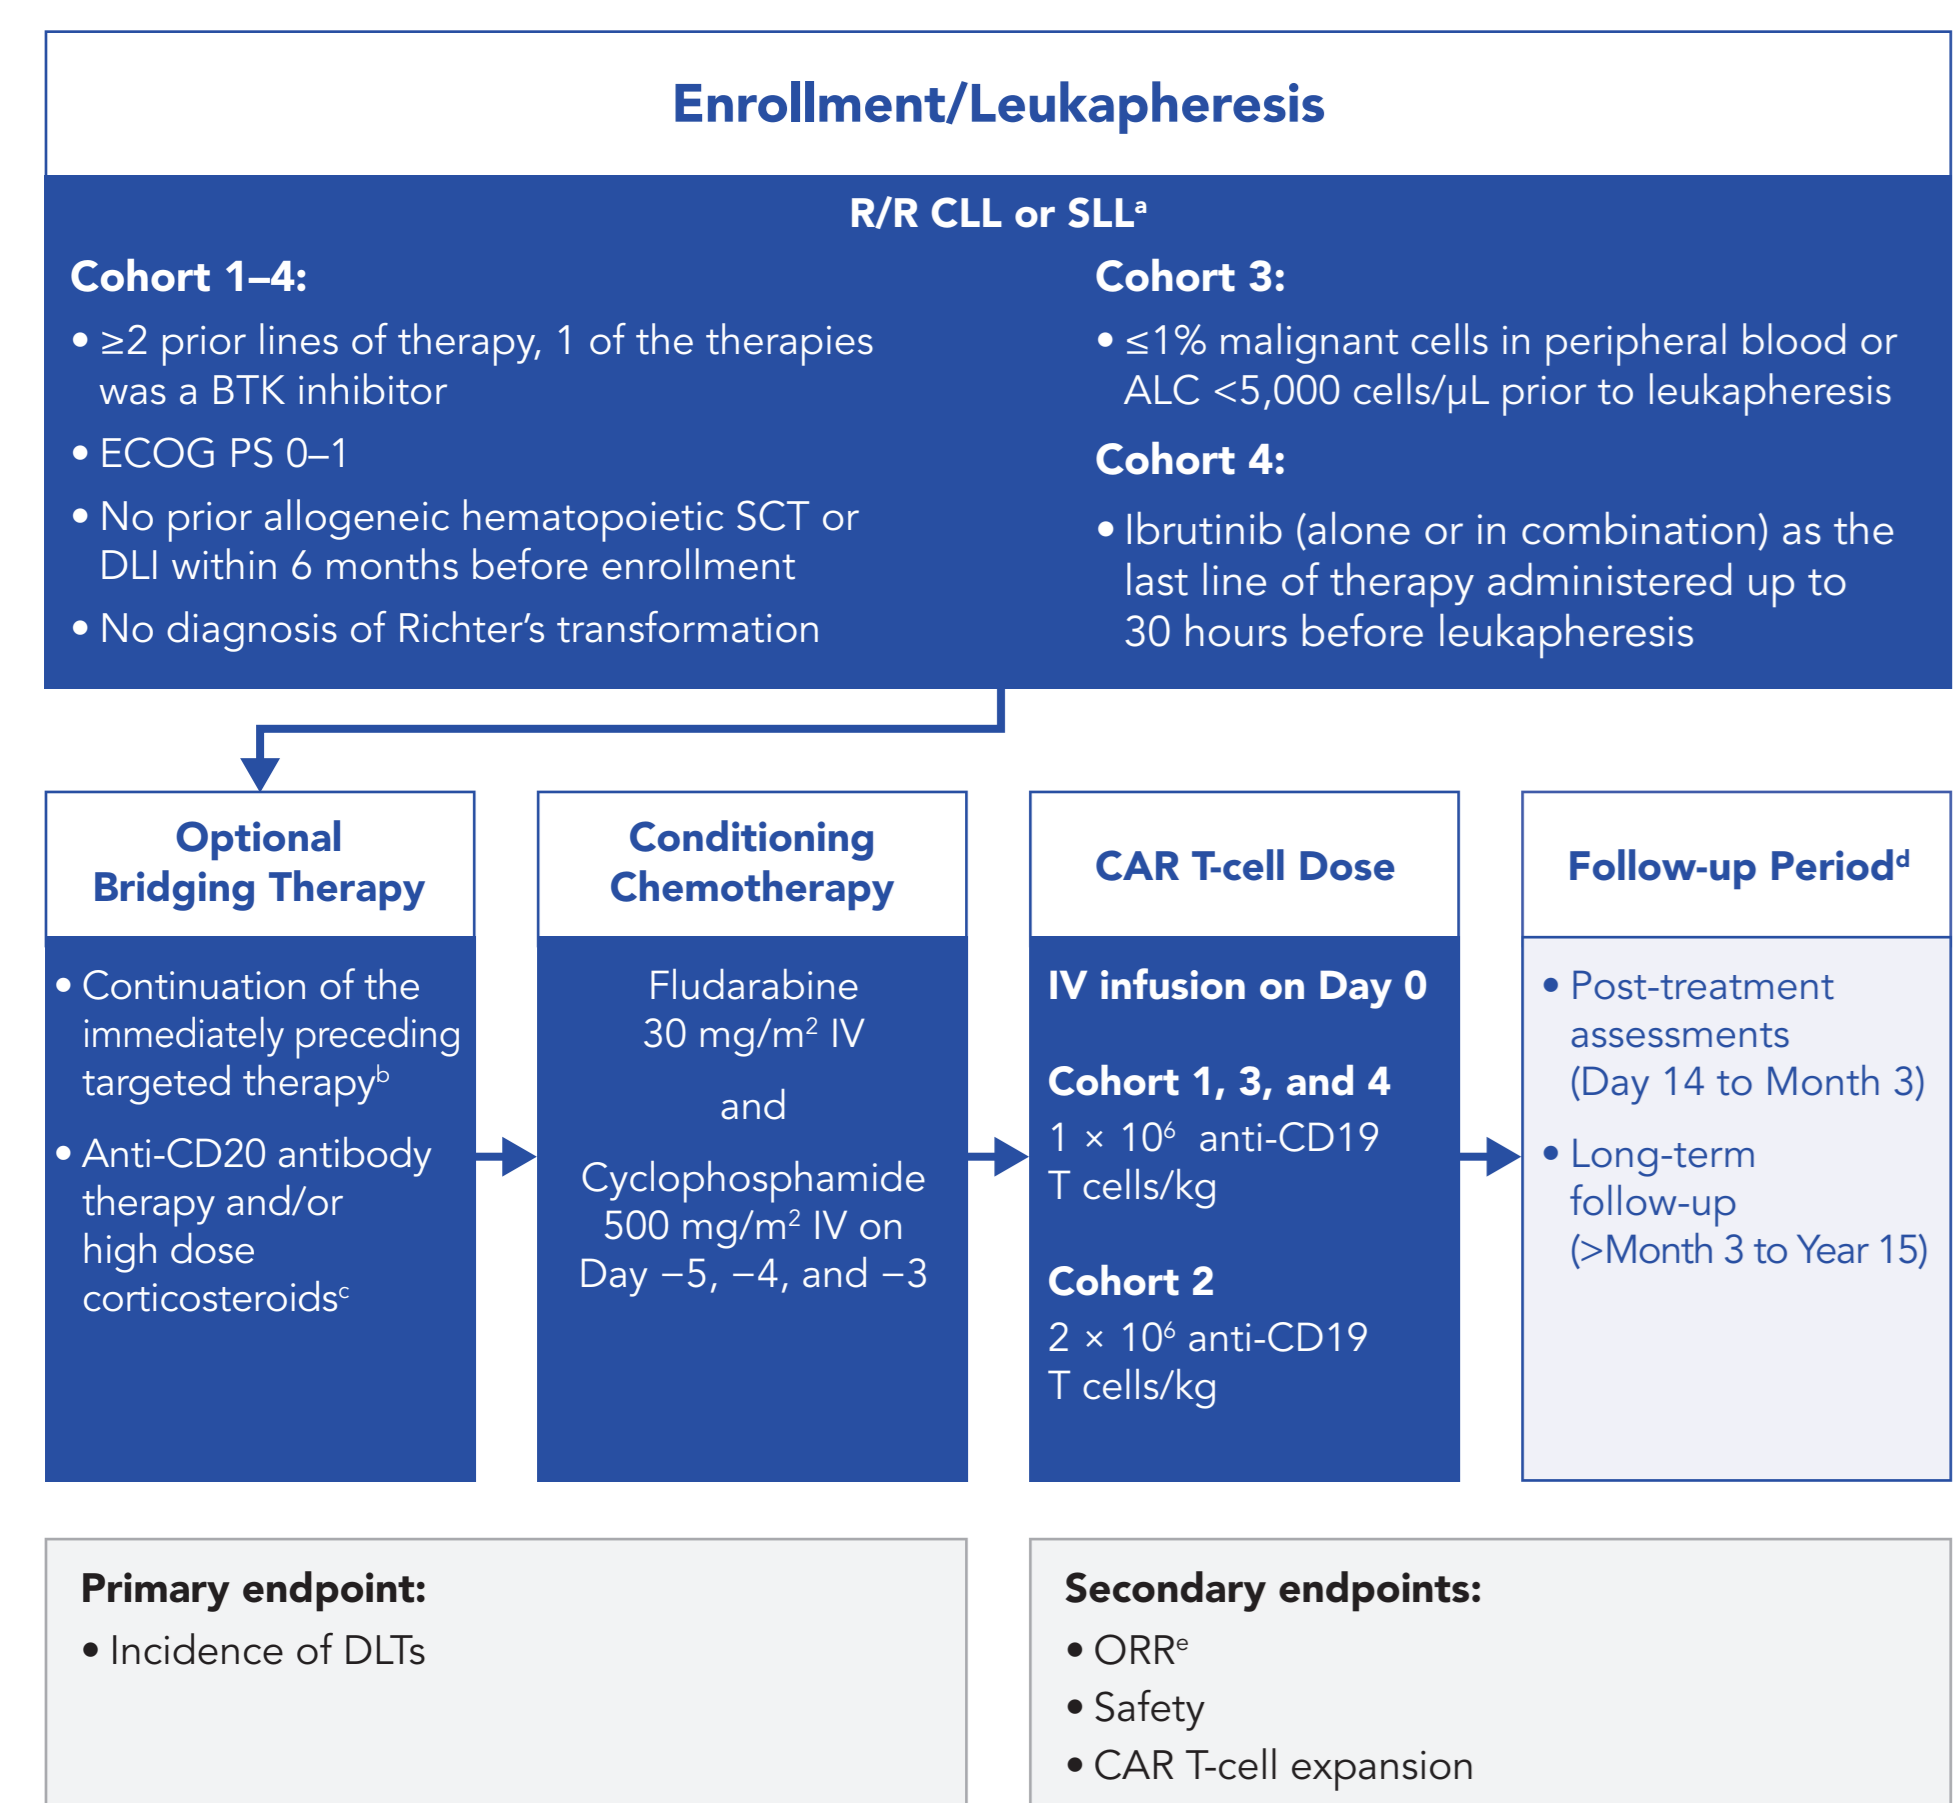 Enrollment/Leukapheresis
R/R CLL or SLLᵃ
Cohort 1–4:
• ≥2 prior lines of therapy, 1 of the therapies
was a BTK inhibitor
• ECOG PS 0–1
• No prior allogeneic hematopoietic SCT or
DLI within 6 months before enrollment
• No diagnosis of Richter’s transformation
Cohort 3:
• ≤1% malignant cells in peripheral blood or
ALC <5,000 cells/µL prior to leukapheresis
Cohort 4:
• Ibrutinib (alone or in combination) as the
last line of therapy administered up to
30 hours before leukapheresis
Optional
Bridging Therapy
• Continuation of the
immediately preceding
targeted therapyᵇ
• Anti-CD20 antibody
therapy and/or
high dose
corticosteroidsᶜ
Conditioning
Chemotherapy
Fludarabine
30 mg/m² IV
and
Cyclophosphamide
500 mg/m² IV on
Day −5, −4, and −3
CAR T-cell Dose
IV infusion on Day 0
Cohort 1, 3, and 4
1 × 10⁶ anti-CD19
T cells/kg
Cohort 2
2 × 10⁶ anti-CD19
T cells/kg
Follow-up Periodᵈ
• Post-treatment
assessments
(Day 14 to Month 3)
• Long-term
follow-up
(>Month 3 to Year 15)
Primary endpoint:
• Incidence of DLTs
Secondary endpoints:
• ORRᵉ
• Safety
• CAR T-cell expansion